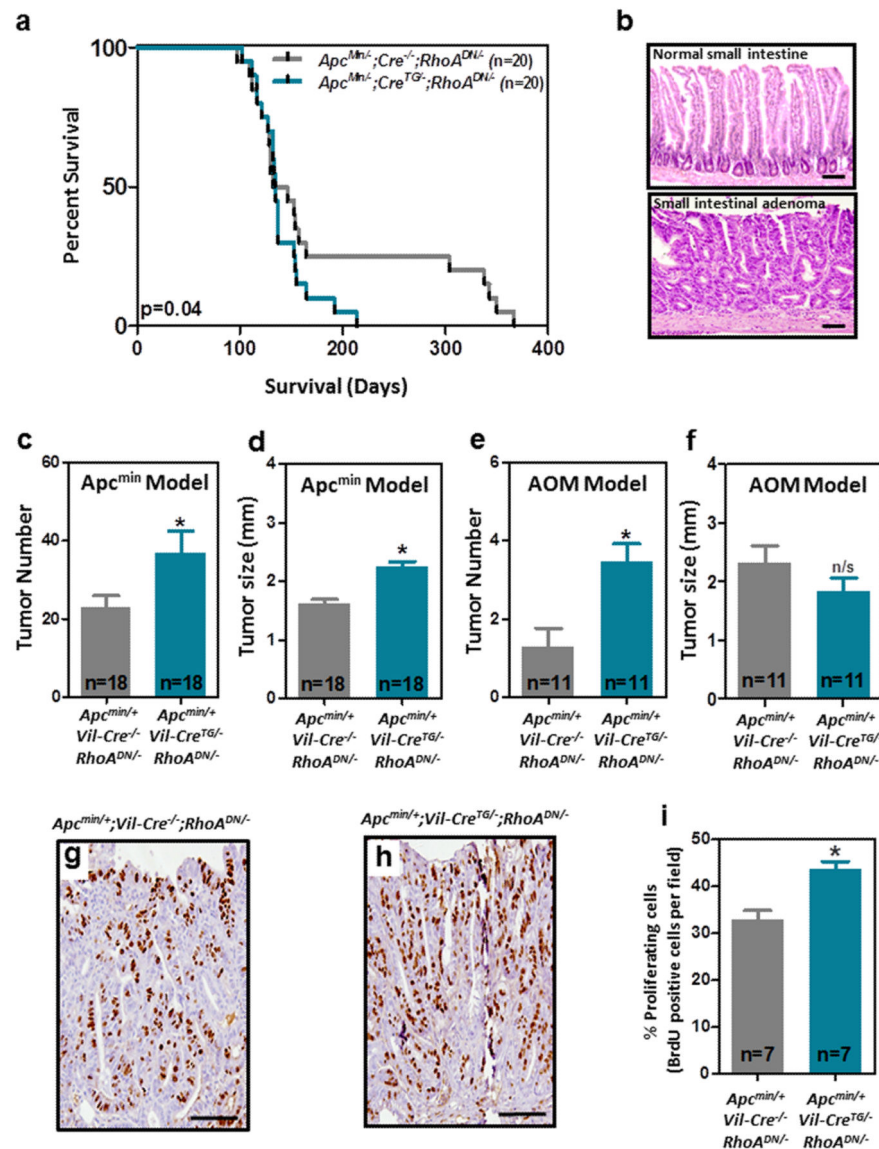 a
100
50
0
Percent Survival
Apc^Min/-;Cre^-/-;RhoA^DN/- (n=20)
Apc^Min/-;Cre^TG/-;RhoA^DN/- (n=20)
p=0.04
0 100 200 300 400
Survival (Days)
b
Normal small intestine
Small intestinal adenoma
c
Tumor Number
60
40
20
0
Apc^min Model
*
n=18 n=18
Apc^min/+ Apc^min/+
Vil-Cre^-/- Vil-Cre^TG/-
RhoA^DN/- RhoA^DN/-
d
Tumor size (mm)
4
3
2
1
0
Apc^min Model
*
n=18 n=18
Apc^min/+ Apc^min/+
Vil-Cre^-/- Vil-Cre^TG/-
RhoA^DN/- RhoA^DN/-
e
Tumor Number
6
4
2
0
AOM Model
*
n=11 n=11
Apc^min/+ Apc^min/+
Vil-Cre^-/- Vil-Cre^TG/-
RhoA^DN/- RhoA^DN/-
f
Tumor size (mm)
4
3
2
1
0
AOM Model
n/s
n=11 n=11
Apc^min/+ Apc^min/+
Vil-Cre^-/- Vil-Cre^TG/-
RhoA^DN/- RhoA^DN/-
Apc^min/+;Vil-Cre^-/-;RhoA^DN/-
g
Apc^min/+;Vil-Cre^TG/-;RhoA^DN/-
h
i
% Proliferating cells
(BrdU positive cells per field)
50
40
30
20
10
0
*
n=7 n=7
Apc^min/+ Apc^min/+
Vil-Cre^-/- Vil-Cre^TG/-
RhoA^DN/- RhoA^DN/-